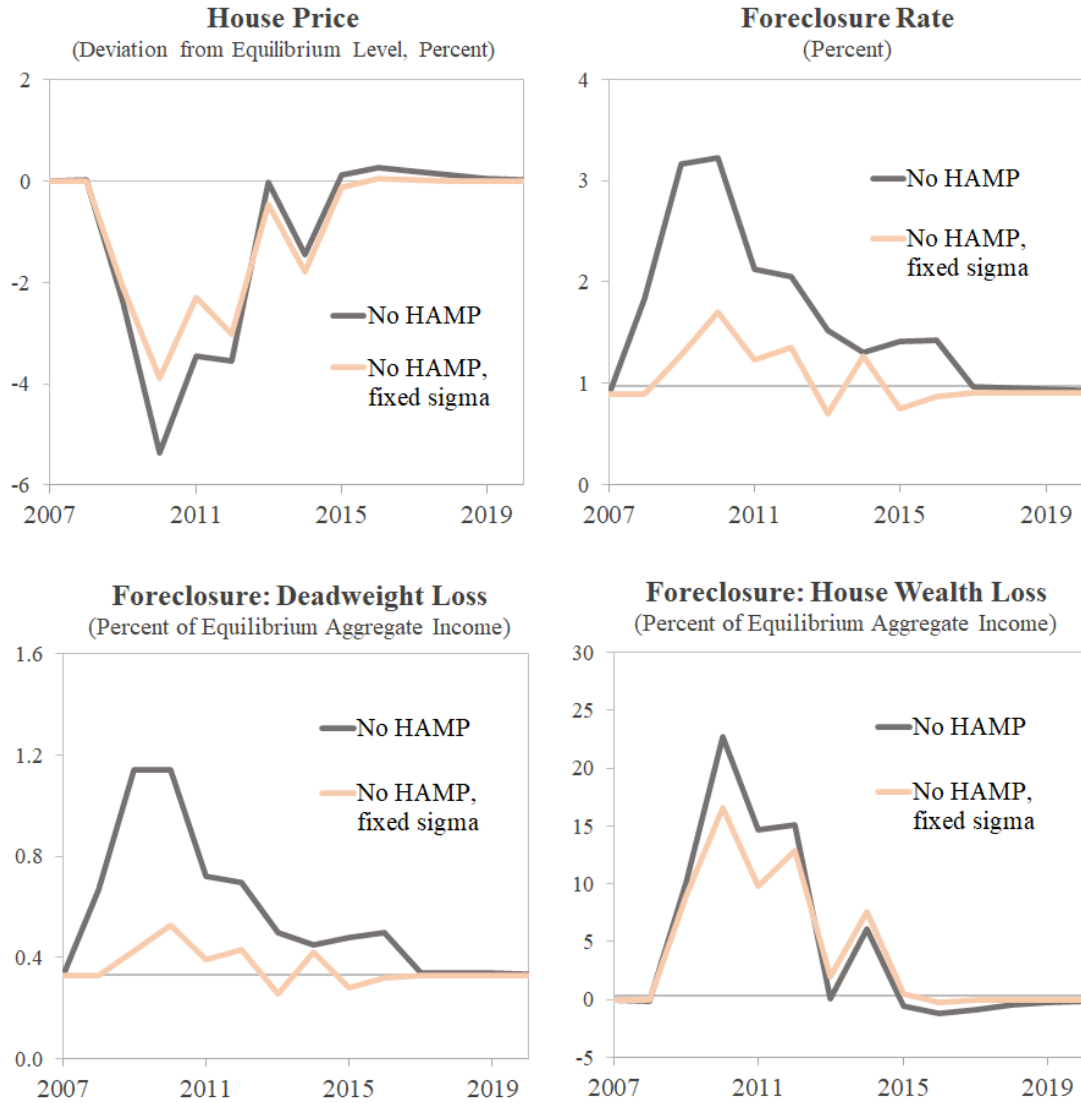 House Price
(Deviation from Equilibrium Level, Percent)
2
0
-2
-4
-6
No HAMP
No HAMP,
fixed sigma
2007
2011
2015
2019
Foreclosure Rate
(Percent)
4
3
2
1
0
No HAMP
No HAMP,
fixed sigma
2007
2011
2015
2019
Foreclosure: Deadweight Loss
(Percent of Equilibrium Aggregate Income)
1.6
1.2
0.8
0.4
0.0
No HAMP
No HAMP,
fixed sigma
2007
2011
2015
2019
Foreclosure: House Wealth Loss
(Percent of Equilibrium Aggregate Income)
30
25
20
15
10
5
0
-5
No HAMP
No HAMP,
fixed sigma
2007
2011
2015
2019